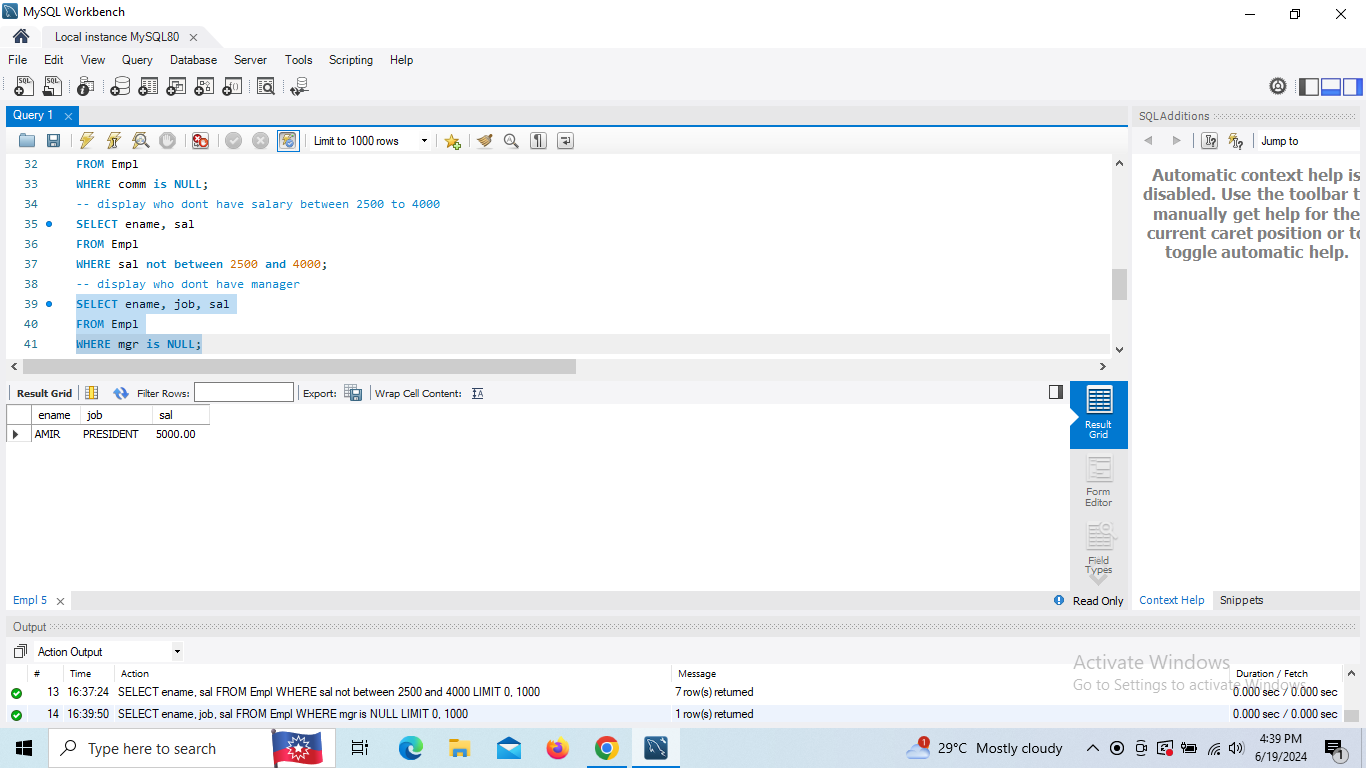 MySQL Workbench
Local instance MySQL80
File Edit View Query Database Server Tools Scripting Help
Query 1
SQLAdditions
Limit to 1000 rows
Jump to
32 FROM Empl
33 WHERE comm is NULL;
34 -- display who dont have salary between 2500 to 4000
35 SELECT ename, sal
36 FROM Empl
37 WHERE sal not between 2500 and 4000;
38 -- display who dont have manager
39 SELECT ename, job, sal
40 FROM Empl
41 WHERE mgr is NULL;
Automatic context help is
disabled. Use the toolbar t
manually get help for the
current caret position or to
toggle automatic help.
Result Grid Filter Rows: Export: Wrap Cell Content:
ename job sal
AMIR PRESIDENT 5000.00
Result
Grid
Form
Editor
Field
Types
Empl 5
Read Only
Context Help Snippets
Output
Action Output
# Time Action Message Duration / Fetch
13 16:37:24 SELECT ename, sal FROM Empl WHERE sal not between 2500 and 4000 LIMIT 0, 1000 7 row(s) returned 0.000 sec / 0.000 sec
14 16:39:50 SELECT ename, job, sal FROM Empl WHERE mgr is NULL LIMIT 0, 1000 1 row(s) returned 0.000 sec / 0.000 sec
Activate Windows
Go to Settings to activate Windows.
Type here to search
1
29°C Mostly cloudy
4:39 PM
6/19/2024
1